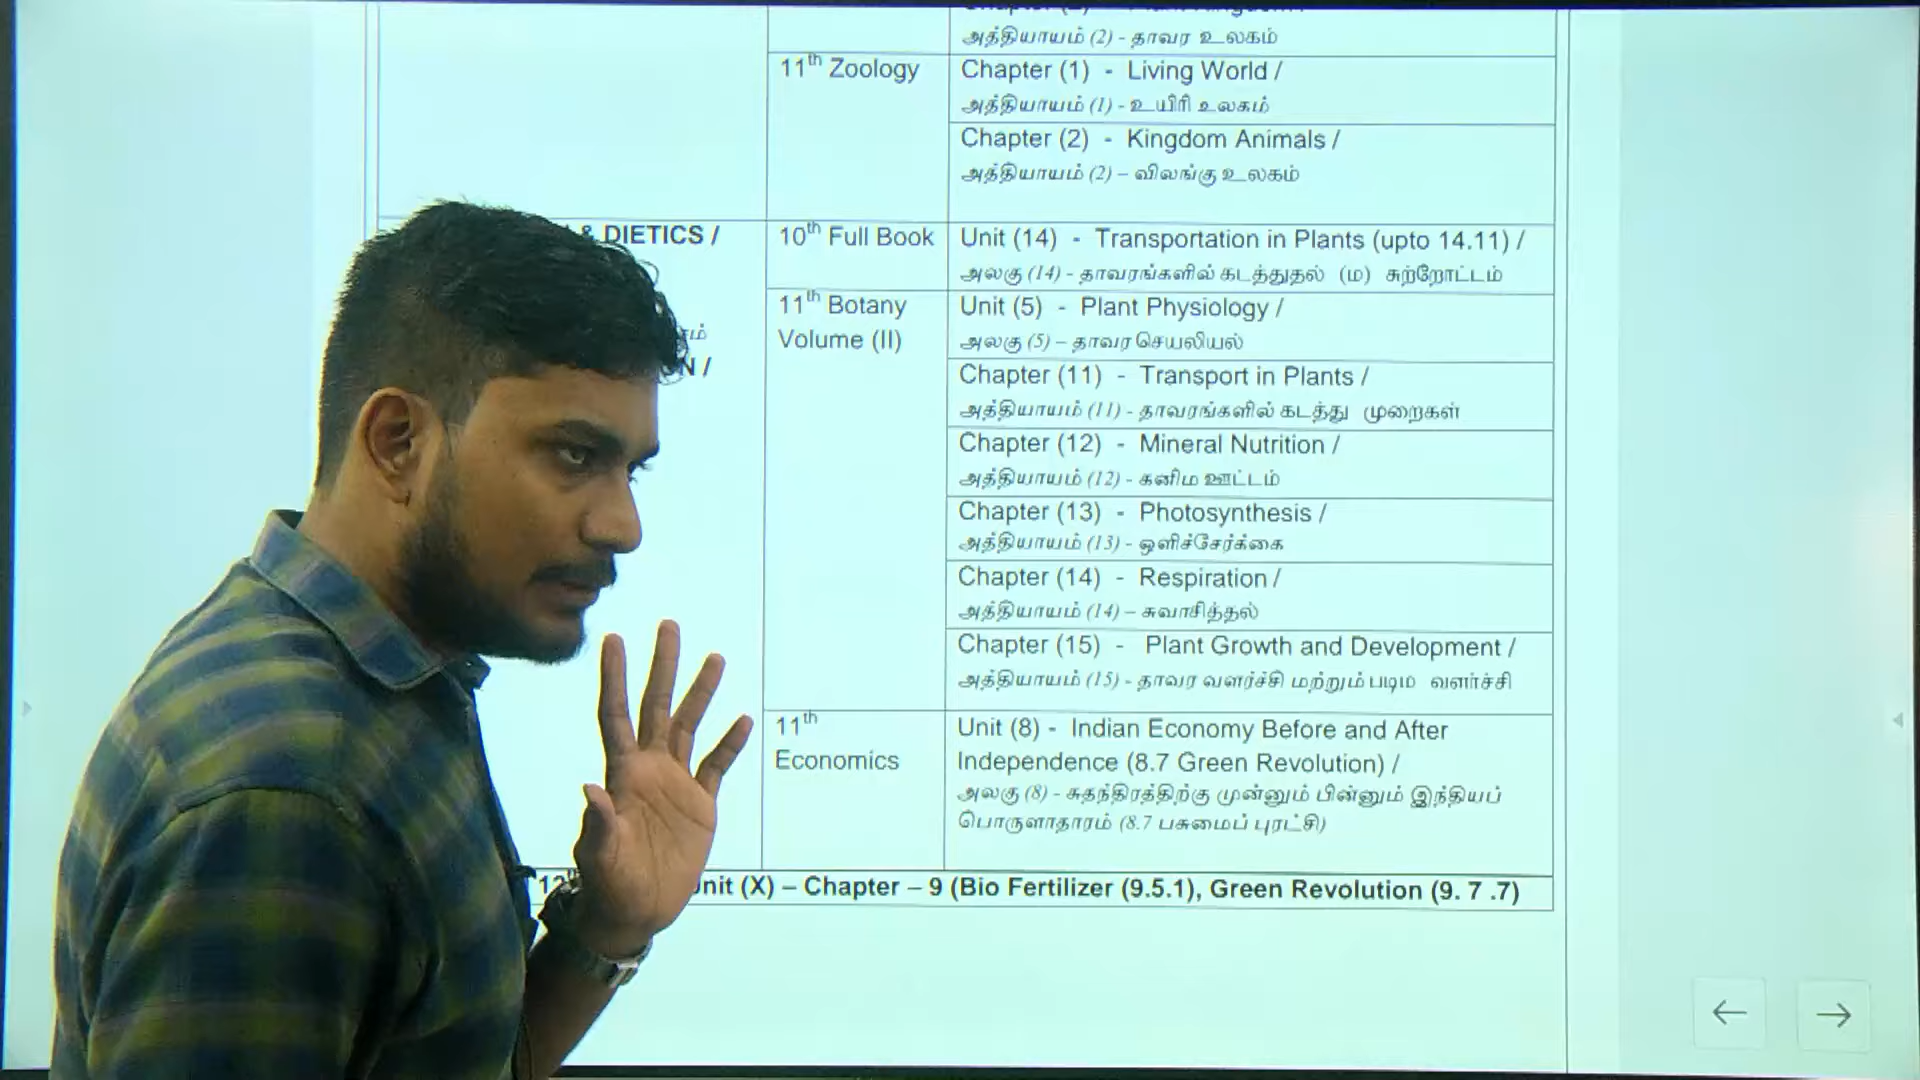 அத்தியாயம் (2) - தாவர உலகம்
11th Zoology
Chapter (1) - Living World /
அத்தியாயம் (1) - உயிரி உலகம்
Chapter (2) - Kingdom Animals /
அத்தியாயம் (2) – விலங்கு உலகம்
& DIETICS /
10th Full Book
Unit (14) - Transportation in Plants (upto 14.11) /
அலகு (14) - தாவரங்களில் கடத்துதல் (ம) சுற்றோட்டம்
11th Botany
Volume (II)
Unit (5) - Plant Physiology /
அலகு (5) – தாவர செயலியல்
N /
Chapter (11) - Transport in Plants /
அத்தியாயம் (11) - தாவரங்களில் கடத்து முறைகள்
Chapter (12) - Mineral Nutrition /
அத்தியாயம் (12) - கனிம ஊட்டம்
Chapter (13) - Photosynthesis /
அத்தியாயம் (13) - ஒளிச்சேர்க்கை
Chapter (14) - Respiration /
அத்தியாயம் (14) – சுவாசித்தல்
Chapter (15) - Plant Growth and Development /
அத்தியாயம் (15) - தாவர வளர்ச்சி மற்றும் படிம வளர்ச்சி
11th
Economics
Unit (8) - Indian Economy Before and After
Independence (8.7 Green Revolution) /
அலகு (8) - சுதந்திரத்திற்கு முன்னும் பின்னும் இந்தியப்
பொருளாதாரம் (8.7 பசுமைப் புரட்சி)
12th Unit (X) – Chapter – 9 (Bio Fertilizer (9.5.1), Green Revolution (9. 7 .7)